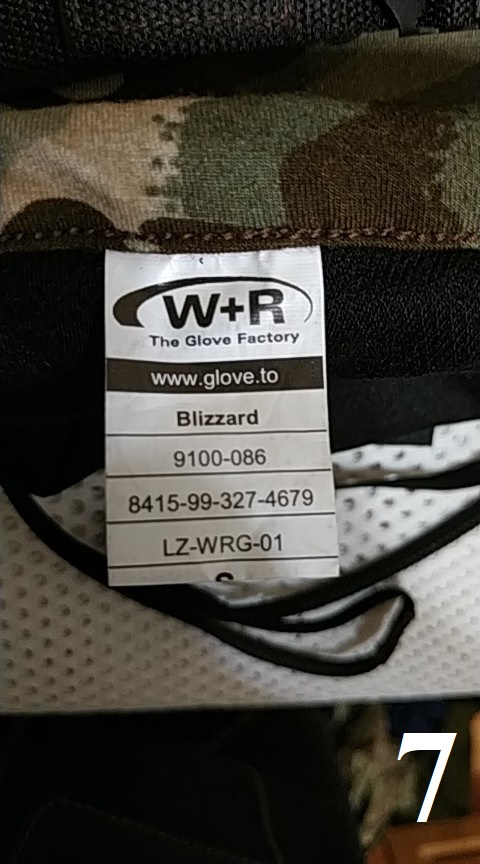 W+R
The Glove Factory
www.glove.to
Blizzard
9100-086
8415-99-327-4679
LZ-WRG-01
7